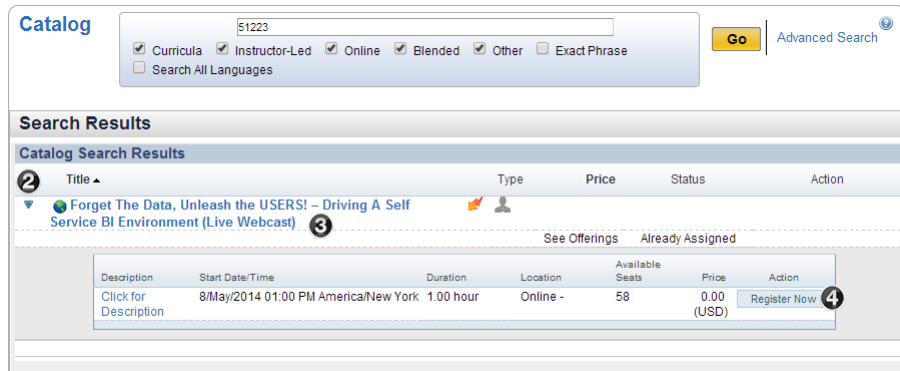 Catalog
51223
Curricula Instructor-Led Online Blended Other Exact Phrase
Search All Languages
Go
Advanced Search
?
Search Results
Catalog Search Results
2 Title Type Price Status Action
Forget The Data, Unleash the USERS! – Driving A Self
Service BI Environment (Live Webcast) 3
See Offerings Already Assigned
Description Start Date/Time Duration Location Available Seats Price Action
Click for Description 8/May/2014 01:00 PM America/New York 1.00 hour Online - 58 0.00 (USD) Register Now 4